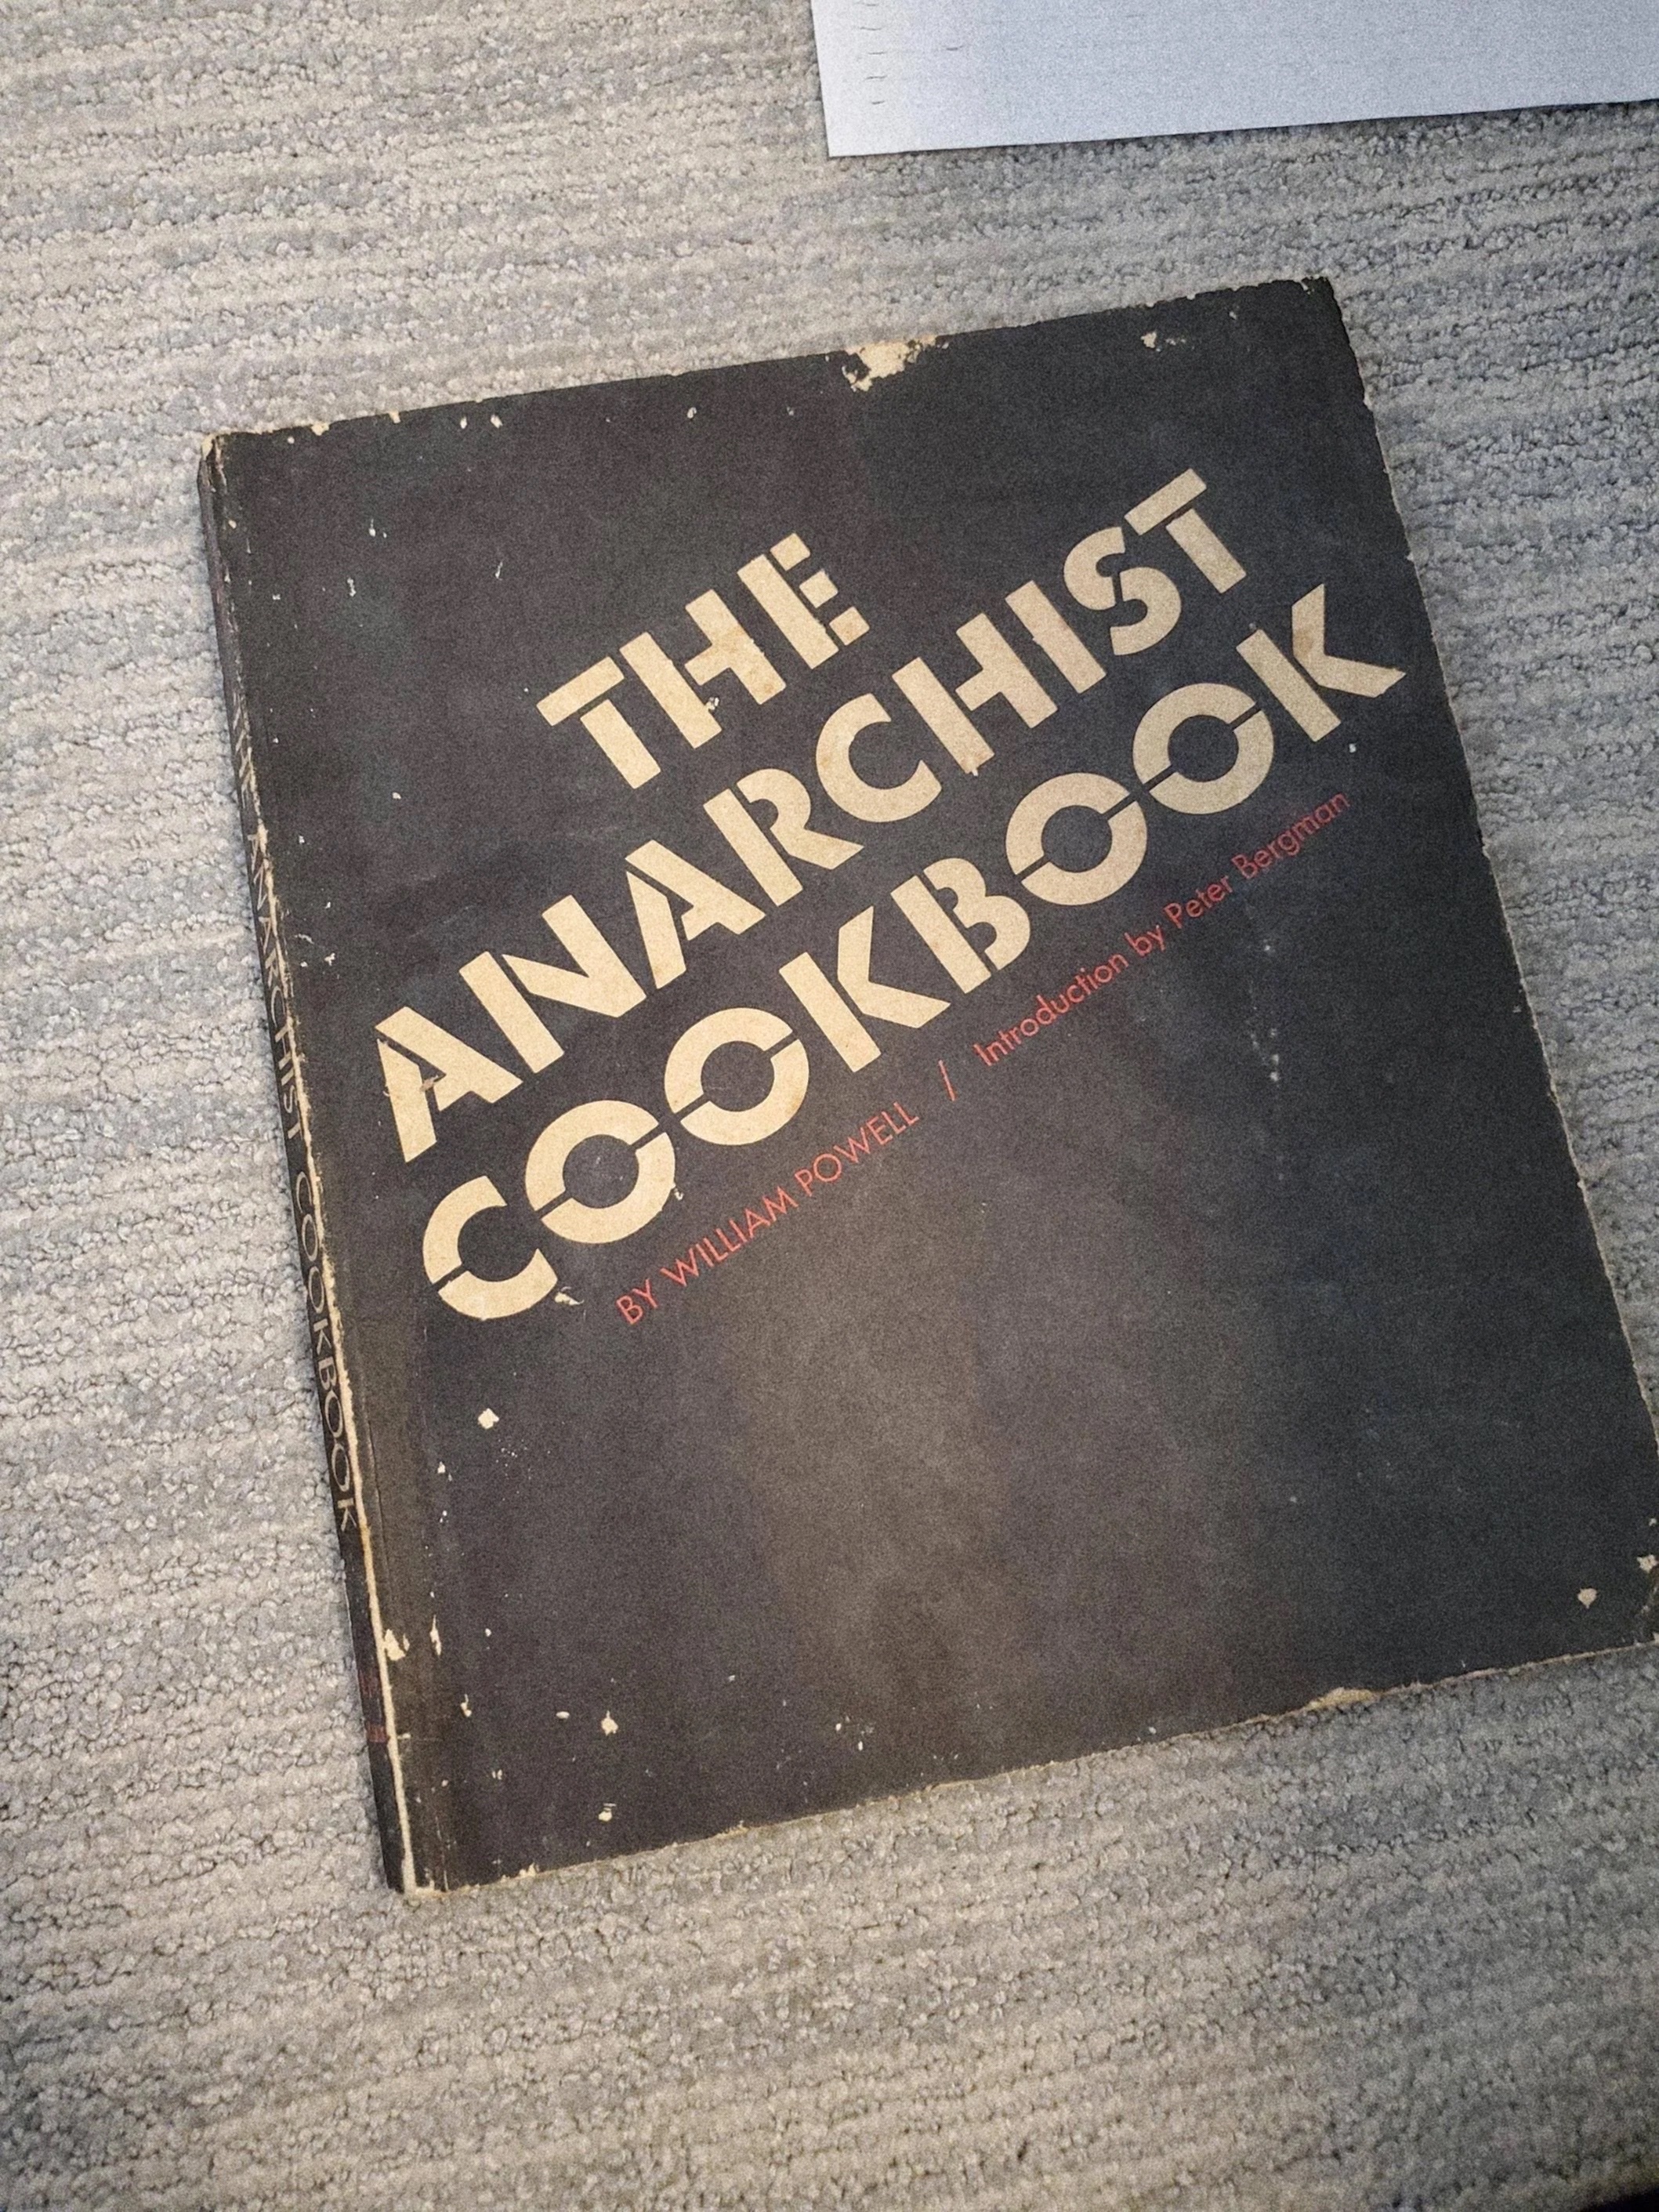 THE
ANARCHIST
COOKBOOK
BY WILLIAM POWELL / Introduction by Peter Bergman
THE ANARCHIST COOKBOOK